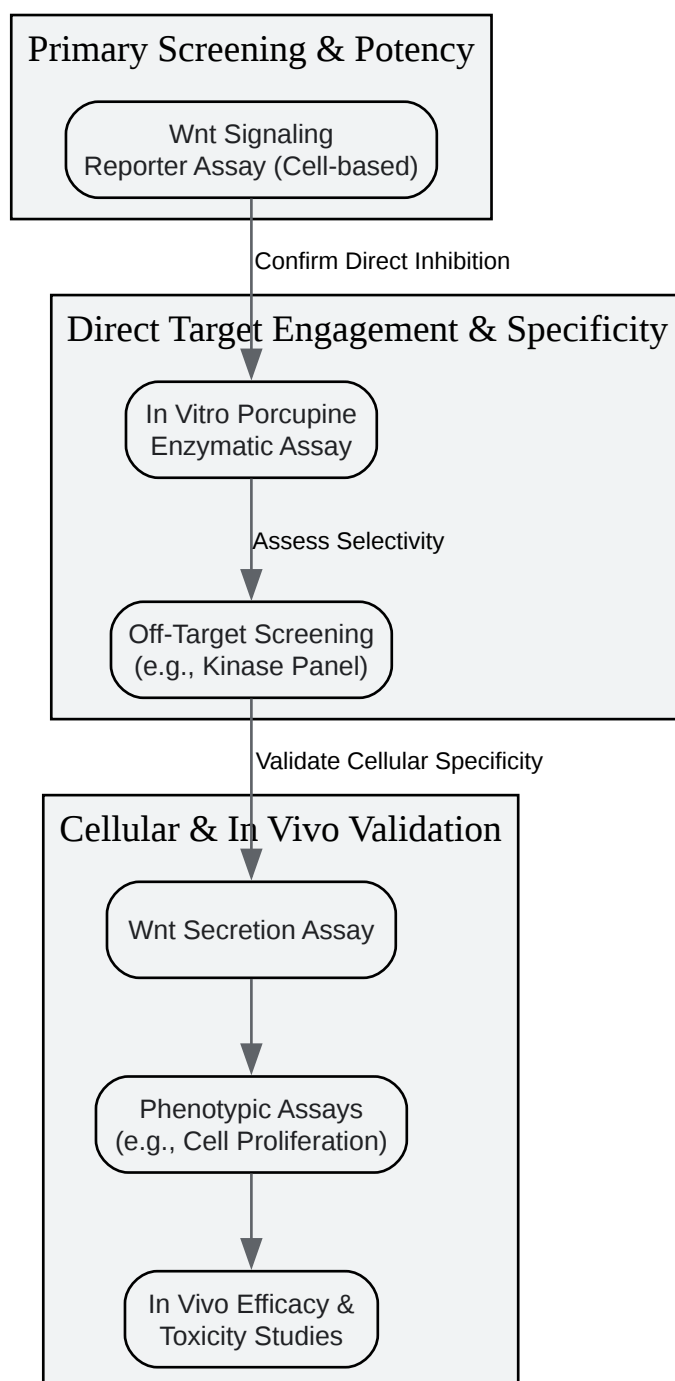 Primary Screening & Potency
Wnt Signaling
Reporter Assay (Cell-based)
Confirm Direct Inhibition
Direct Target Engagement & Specificity
In Vitro Porcupine
Enzymatic Assay
Assess Selectivity
Off-Target Screening
(e.g., Kinase Panel)
Validate Cellular Specificity
Cellular & In Vivo Validation
Wnt Secretion Assay
Phenotypic Assays
(e.g., Cell Proliferation)
In Vivo Efficacy &
Toxicity Studies